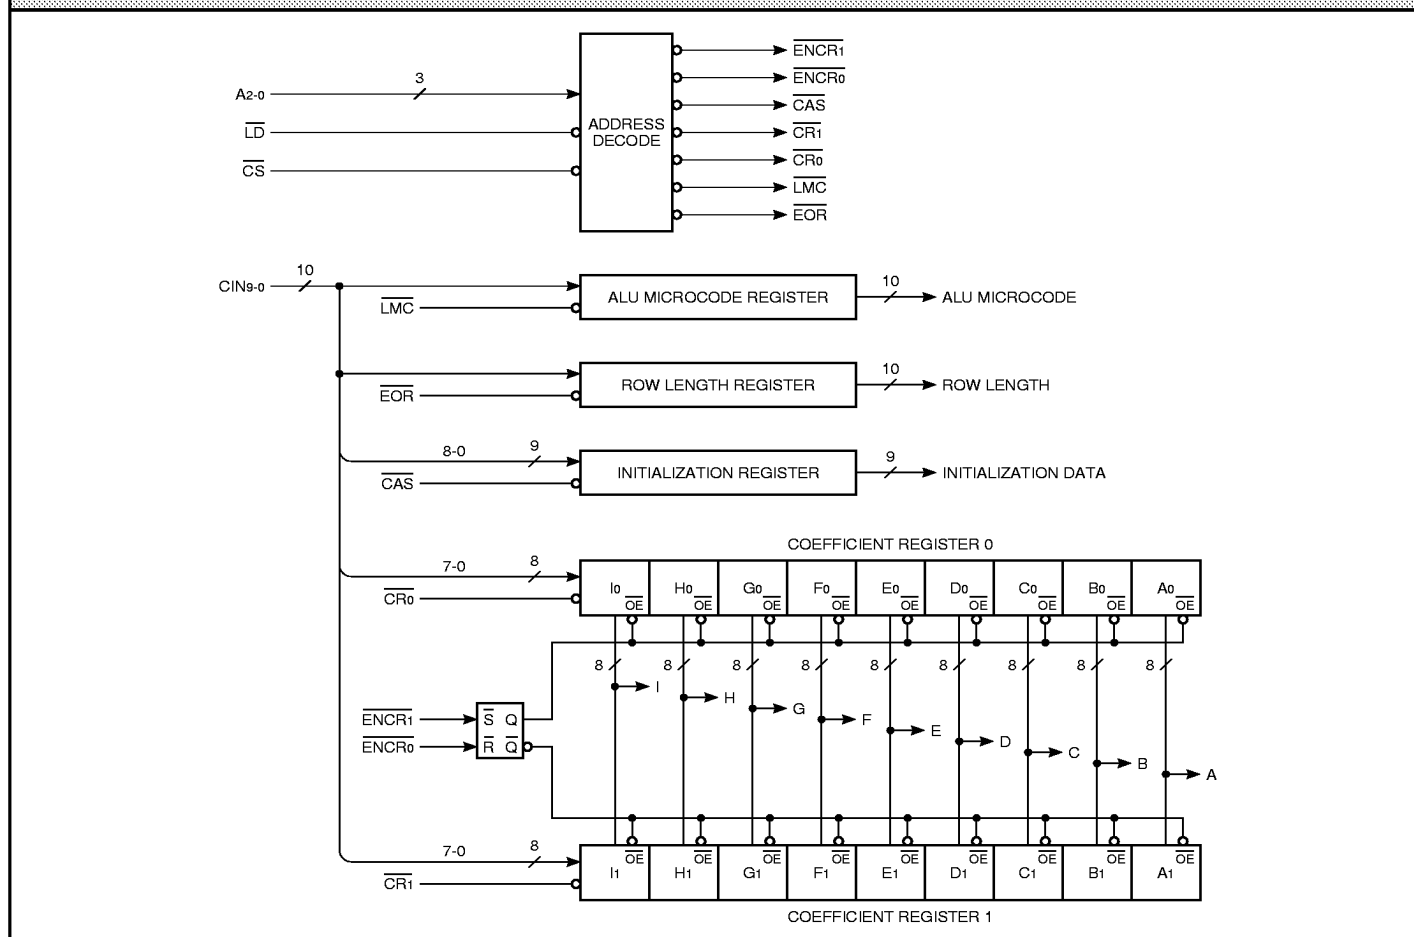 ENCR1
3
ENCR0
A2-0
CAS
LD
ADDRESS
DECODE
CR1
CR0
CS
LMC
EOR
CIN9-0
10
10
LMC
ALU MICROCODE REGISTER
ALU MICROCODE
10
EOR
ROW LENGTH REGISTER
ROW LENGTH
8-0
9
9
CAS
INITIALIZATION REGISTER
INITIALIZATION DATA
COEFFICIENT REGISTER 0
7-0
8
CR0
I0 H0 G0 F0 E0 D0 C0 B0 A0
OE OE OE OE OE OE OE OE OE
8 8 8 8 8 8 8 8 8
I
H
G
F
E
D
C
B
A
ENCR1
S Q
ENCR0
R Q
7-0
8
CR1
OE OE OE OE OE OE OE OE OE
I1 H1 G1 F1 E1 D1 C1 B1 A1
COEFFICIENT REGISTER 1